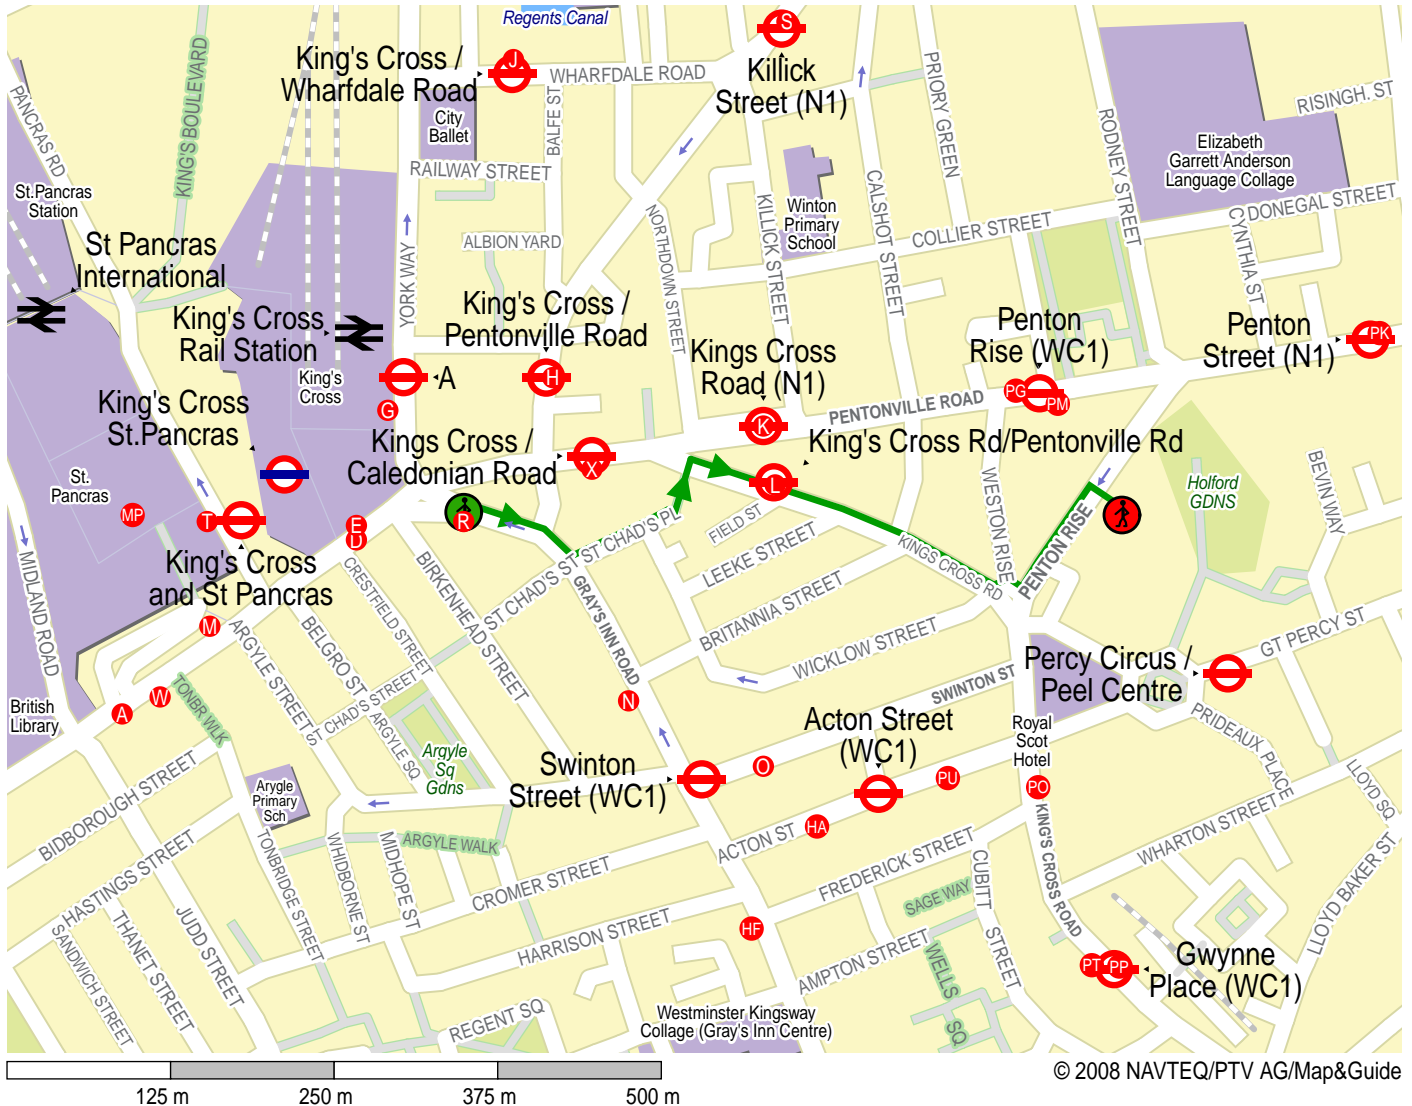 Regents Canal
S
King's Cross /
Wharfdale Road
J
WHARFDALE ROAD
Killick
Street (N1)
PANCRAS RD
KING'S BOULEVARD
City
Ballet
BALFE ST
PRIORY GREEN
RODNEY STREET
RISINGH. ST
Elizabeth
Garrett Anderson
Language Collage
RAILWAY STREET
St.Pancras
Station
KILLICK STREET
Winton
Primary
School
CALSHOT STREET
COLLIER STREET
CYNTHIA ST
DONEGAL STREET
St Pancras
International
YORK WAY
ALBION YARD
NORTHDOWN STREET
King's Cross
Rail Station
King's Cross /
Pentonville Road
Kings Cross
Road (N1)
Penton
Rise (WC1)
Penton
Street (N1)
PK
King's
Cross
A
H
G
PG
PM
PENTONVILLE ROAD
King's Cross
St.Pancras
Kings Cross /
Caledonian Road
X
K
King's Cross Rd/Pentonville Rd
L
St.
Pancras
MP
T
E
D
R
ST CHAD'S PL
FIELD ST
WESTON RISE
PENTON RISE
Holford
GDNS
BEVIN WAY
MIDLAND ROAD
King's Cross
and St Pancras
CRESTFIELD STREET
BIRKENHEAD STREET
ST CHAD'S ST
GRAY'S INN ROAD
LEEKE STREET
BRITANNIA STREET
KINGS CROSS RD
M
ARGYLE STREET
BELGRO ST
WICKLOW STREET
GT PERCY ST
Percy Circus /
Peel Centre
British
Library
A
W
TONBR WLK
ST CHAD'S STREET
ARGYLE SQ
Argyle
Sq
Gdns
N
SWINTON ST
Acton Street
(WC1)
Royal
Scot
Hotel
PRIDEAUX PLACE
Swinton
Street (WC1)
O
PU
PO
LLOYD SQ
BIDBOROUGH STREET
Arygle
Primary
Sch
ARGYLE WALK
HA
ACTON ST
KING'S CROSS ROAD
WHARTON STREET
HASTINGS STREET
TONBRIDGE STREET
WHIDBORNE ST
MIDHOPE ST
CROMER STREET
FREDERICK STREET
CUBITT STREET
SAGE WAY
LLOYD BAKER ST
SANDWICH STREET
THANET STREET
JUDD STREET
HARRISON STREET
HF
AMPTON STREET
WELLS SQ
PT
PP
Gwynne
Place (WC1)
REGENT SQ
Westminster Kingsway
Collage (Gray's Inn Centre)
© 2008 NAVTEQ/PTV AG/Map&Guide
125 m
250 m
375 m
500 m